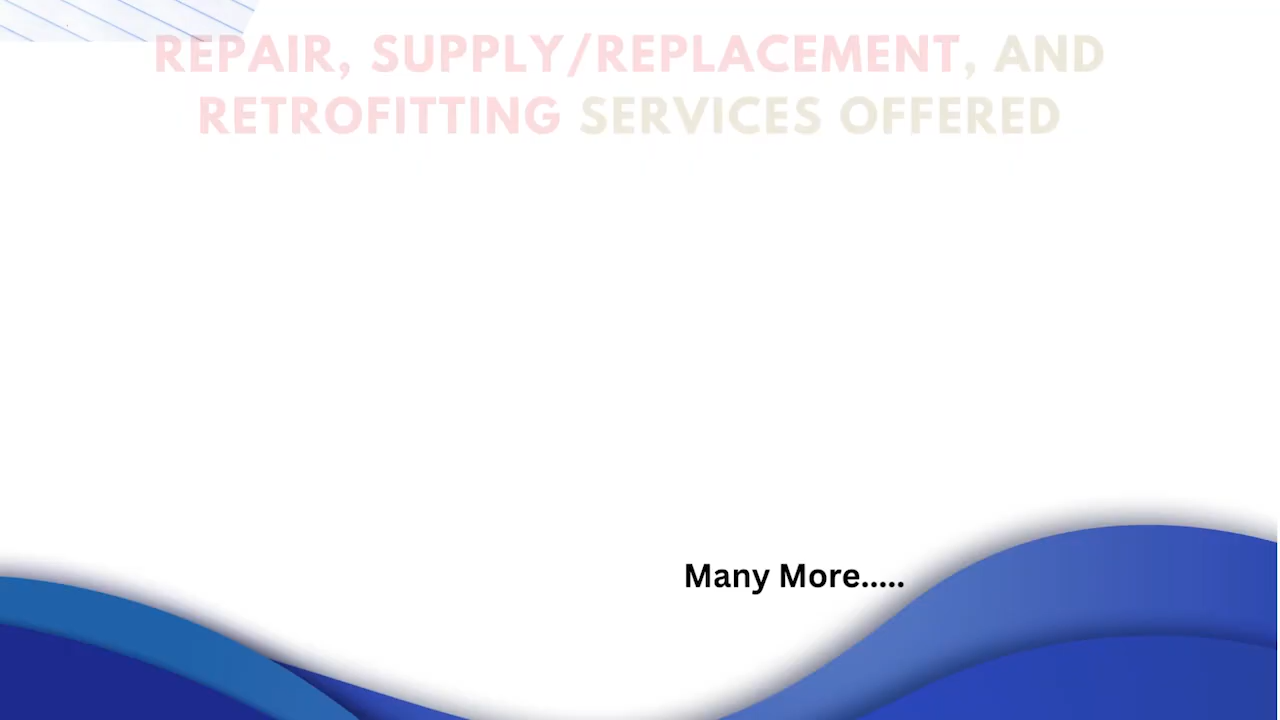 REPAIR, SUPPLY/REPLACEMENT, AND
RETROFITTING SERVICES OFFERED
Many More.....